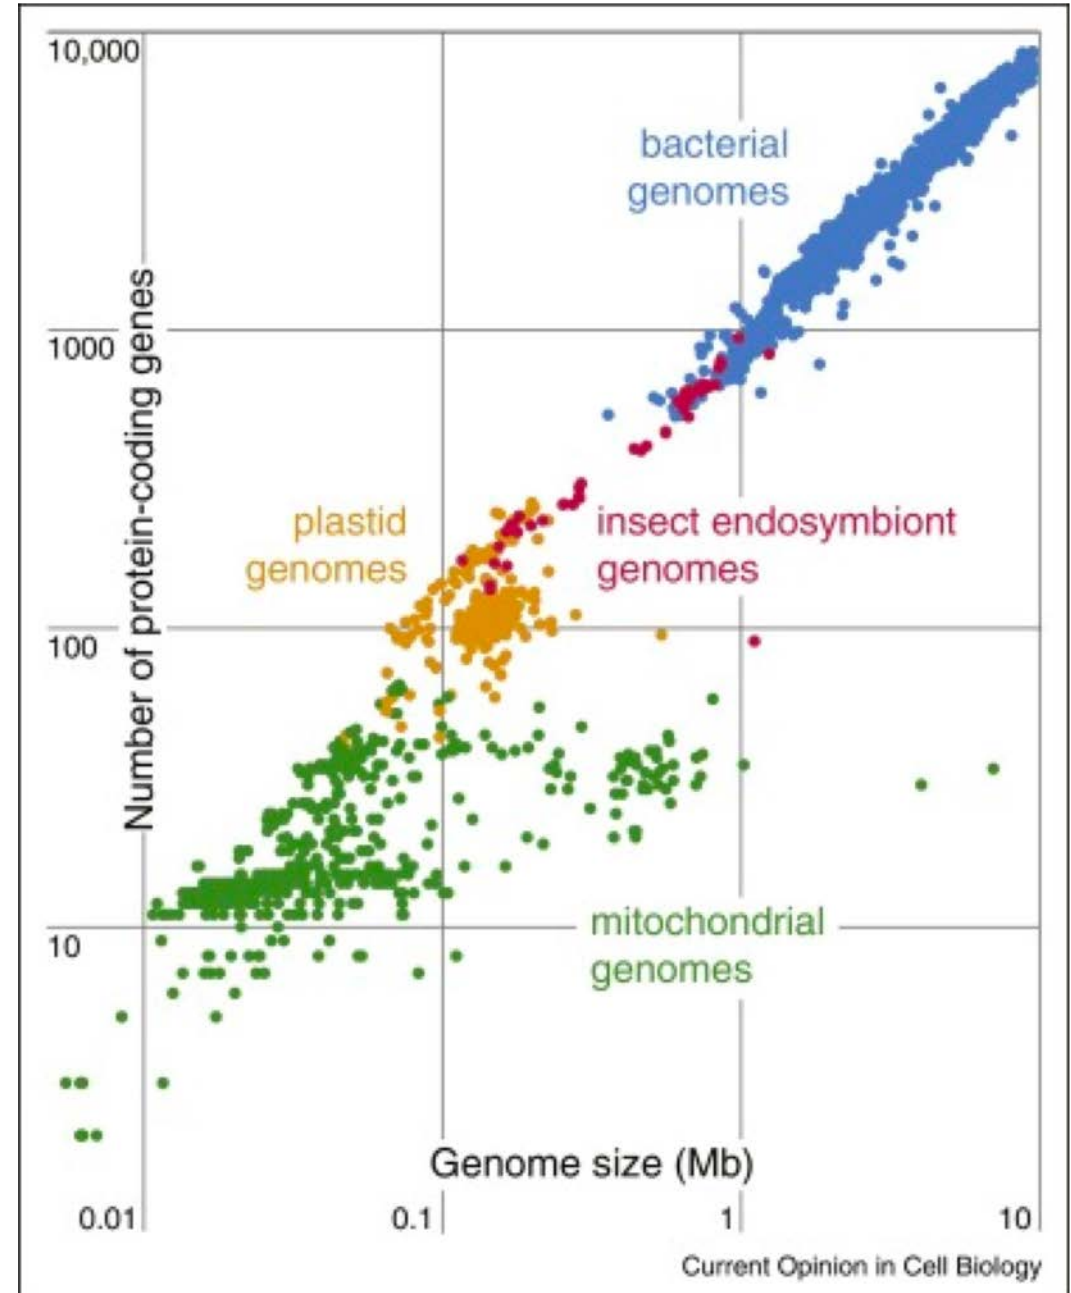 10,000
bacterial
genomes
Number of protein-coding genes
1000
plastid
genomes
insect endosymbiont
genomes
100
mitochondrial
genomes
10
Genome size (Mb)
0.01
0.1
1
10
Current Opinion in Cell Biology